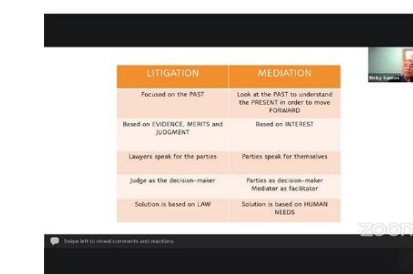 LITIGATION
MEDIATION
Focused on the PAST
Look at the PAST to understand
the PRESENT in order to move
FORWARD
Based on EVIDENCE, MERITS and
JUDGMENT
Based on INTEREST
Lawyers speak for the parties
Parties speak for themselves
Judge as the decision-maker
Parties as decision-maker
Mediator as facilitator
Solution is based on LAW
Solution is based on HUMAN
NEEDS
Ricky Santos
zoom
Swipe left to reveal comments and reactions